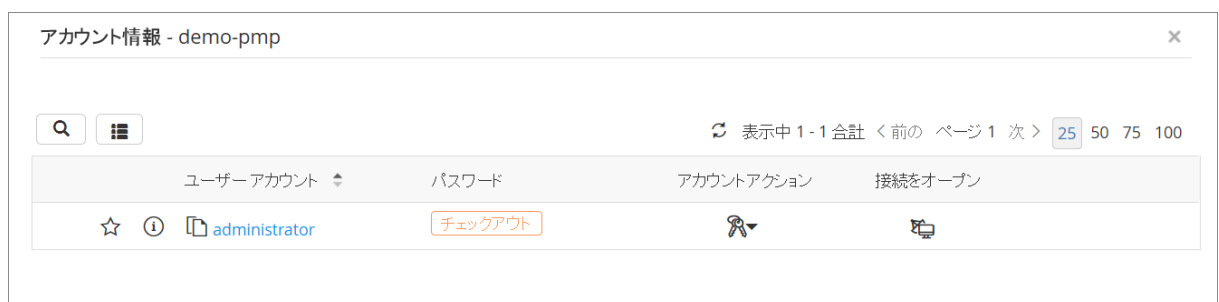 アカウント情報 - demo-pmp
表示中 1 - 1 合計 前の ページ 1 次 25 50 75 100
ユーザー アカウント パスワード アカウントアクション 接続をオープン
administrator チェックアウト